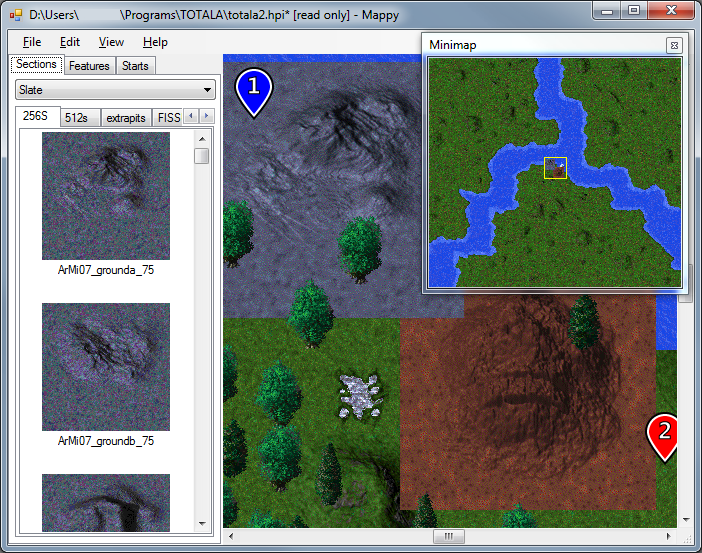 D:\Users\ \Programs\TOTALA\totala2.hpi* [read only] - Mappy
File Edit View Help
Sections Features Starts
Slate
256S 512s extrapits FISS
ArMi07_grounda_75
ArMi07_groundb_75
1
Minimap
2